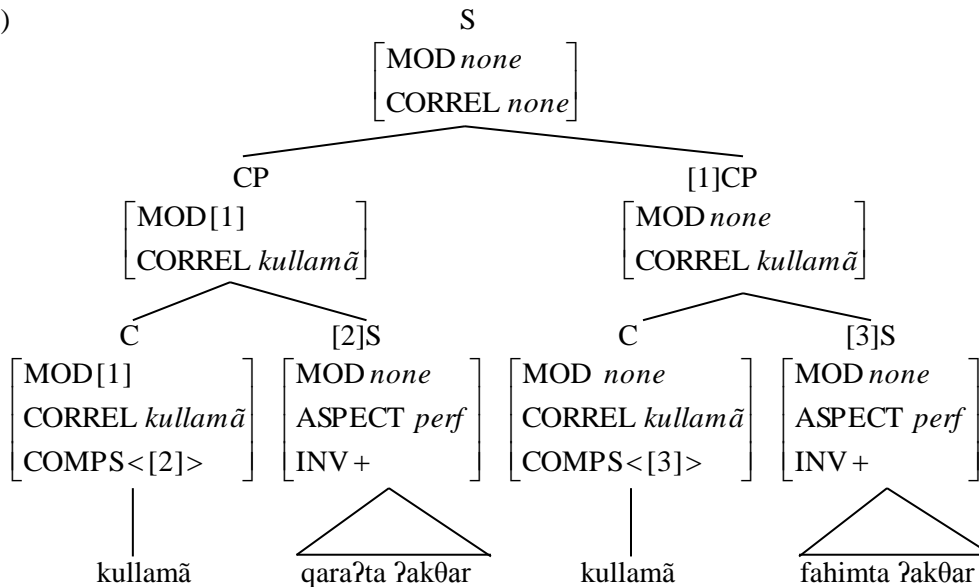 )
S
[MOD none
CORREL none]
CP [1]CP
[MOD[1] [MOD none
CORREL kullamã] CORREL kullamã]
C [2]S C [3]S
[MOD[1] [MOD none [MOD none [MOD none
CORREL kullamã ASPECT perf CORREL kullamã ASPECT perf
COMPS<[2]>] INV +] COMPS<[3]>] INV +]
kullamã qaraʔta ʔakθar kullamã fahimta ʔakθar